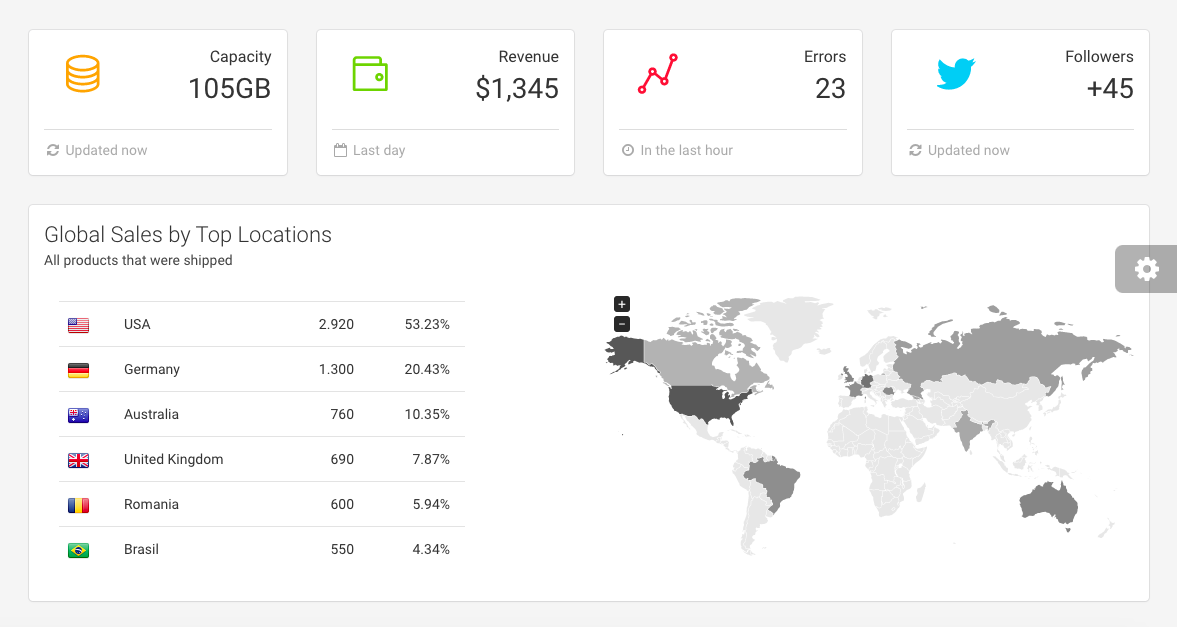 Capacity
105GB
Updated now
Revenue
$1,345
Last day
Errors
23
In the last hour
Followers
+45
Updated now
Global Sales by Top Locations
All products that were shipped
USA 2.920 53.23%
Germany 1.300 20.43%
Australia 760 10.35%
United Kingdom 690 7.87%
Romania 600 5.94%
Brasil 550 4.34%
+
−